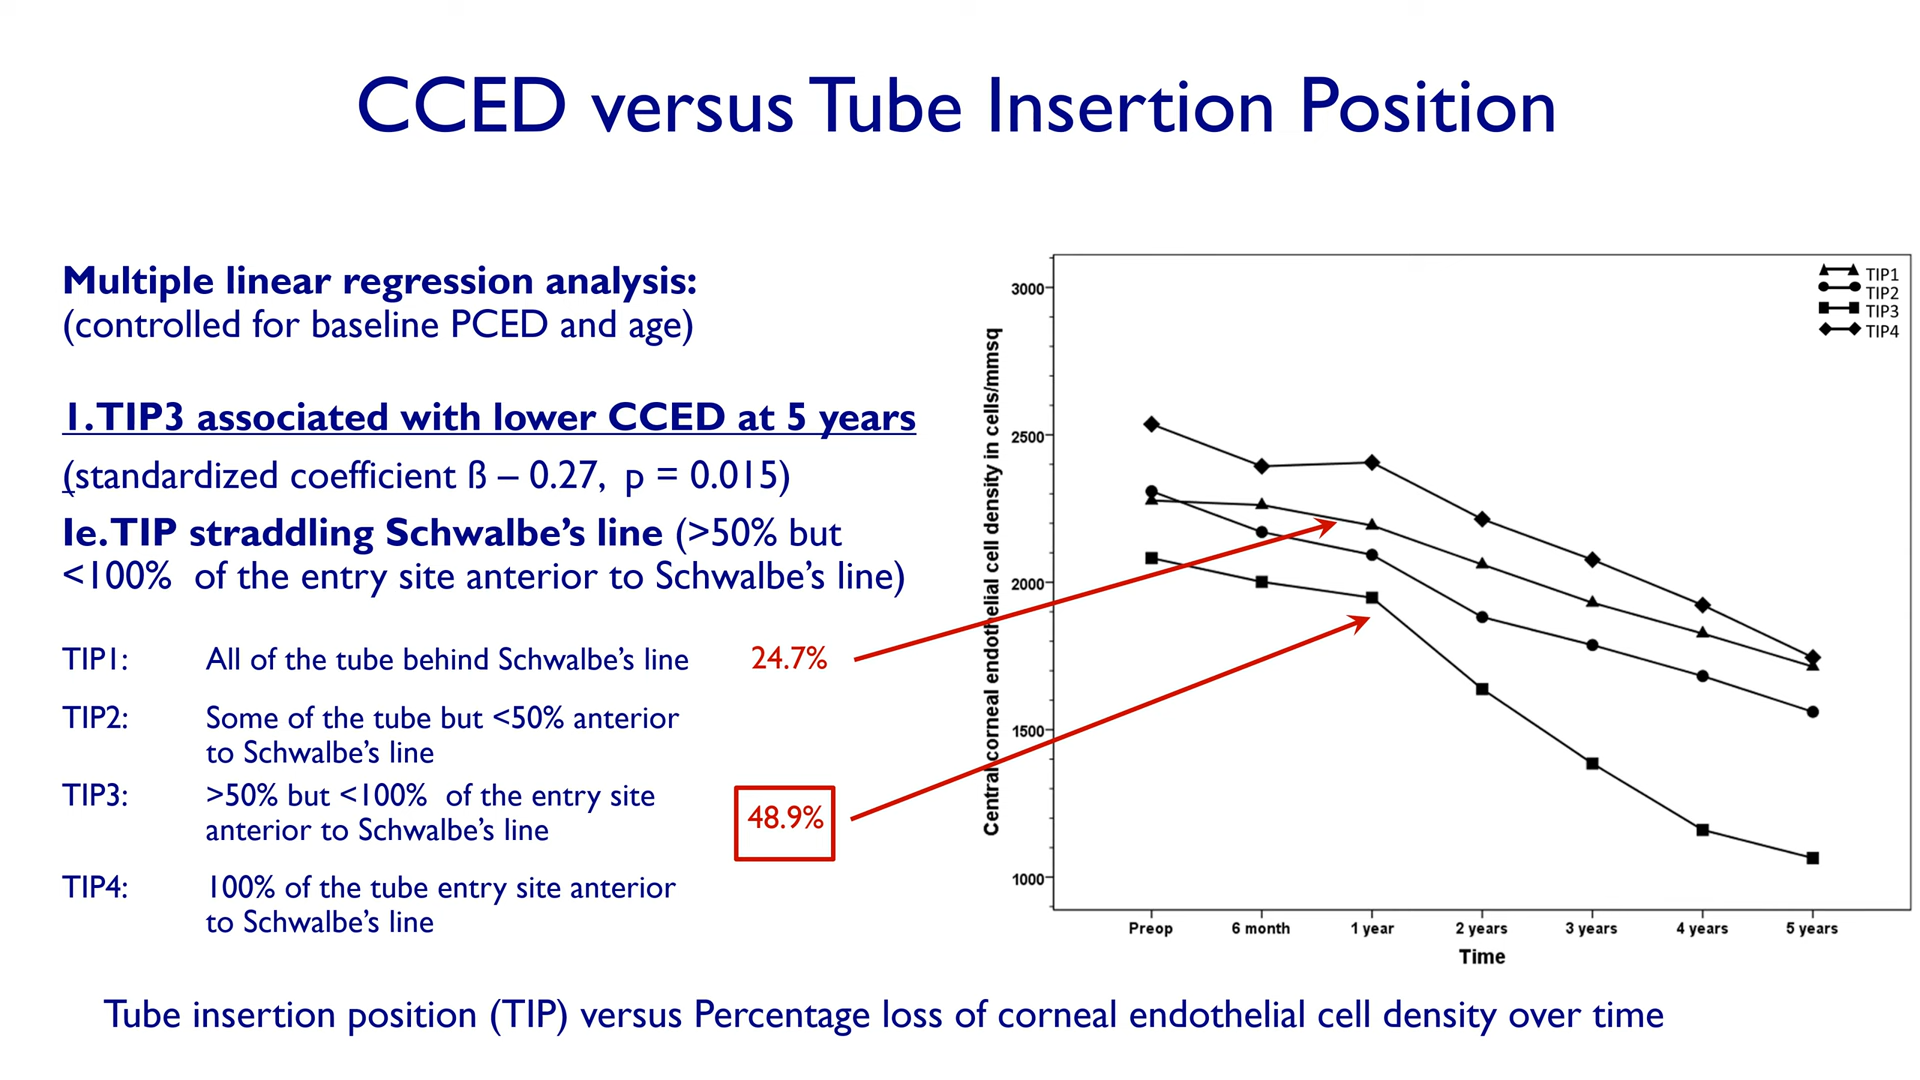 CCED versus Tube Insertion Position
Multiple linear regression analysis:
(controlled for baseline PCED and age)
1. TIP3 associated with lower CCED at 5 years
(standardized coefficient ß – 0.27, p = 0.015)
Ie. TIP straddling Schwalbe’s line (>50% but
<100% of the entry site anterior to Schwalbe’s line)
TIP1: All of the tube behind Schwalbe’s line 24.7%
TIP2: Some of the tube but <50% anterior
to Schwalbe’s line
TIP3: >50% but <100% of the entry site
anterior to Schwalbe’s line
48.9%
TIP4: 100% of the tube entry site anterior
to Schwalbe’s line
Central corneal endothelial cell density in cells/mmsq
3000
2500
2000
1500
1000
TIP1
TIP2
TIP3
TIP4
Preop 6 month 1 year 2 years 3 years 4 years 5 years
Time
Tube insertion position (TIP) versus Percentage loss of corneal endothelial cell density over time